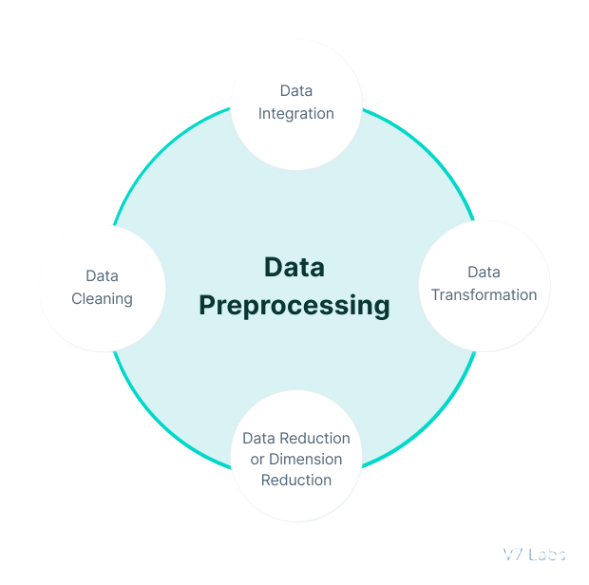 Data
Integration
Data
Cleaning
Data
Preprocessing
Data
Transformation
Data Reduction
or Dimension
Reduction
V7 Labs